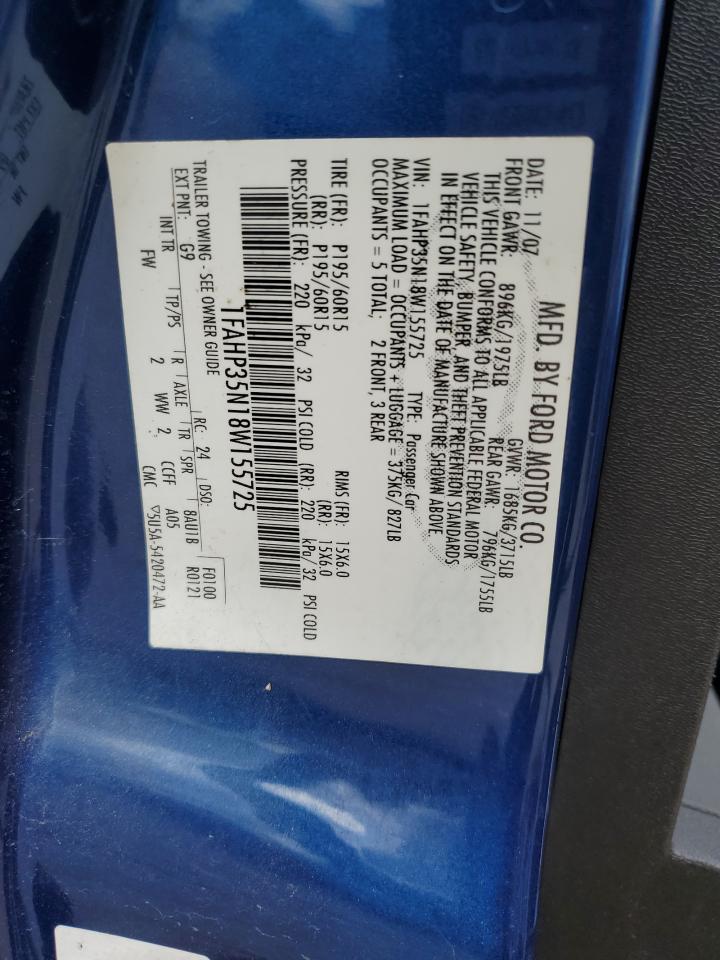 MFD. BY FORD MOTOR CO.
DATE: 11/07 GVWR: 1685KG/3715LB
FRONT GAWR: 896KG/1975LB REAR GAWR: 796KG/1755LB
THIS VEHICLE CONFORMS TO ALL APPLICABLE FEDERAL MOTOR
VEHICLE SAFETY, BUMPER, AND THEFT PREVENTION STANDARDS
IN EFFECT ON THE DATE OF MANUFACTURE SHOWN ABOVE.
VIN: 1FAHP35N18W155725 TYPE: Passenger Car
MAXIMUM LOAD = OCCUPANTS + LUGGAGE = 375KG/ 827LB
OCCUPANTS = 5 TOTAL; 2 FRONT, 3 REAR
TIRE (FR): P195/60R15 RIMS (FR): 15X6.0
(RR): P195/60R15 (RR): 15X6.0
PRESSURE (FR): 220 kPa/ 32 PSI COLD (RR): 220 kPa/ 32 PSI COLD
1FAHP35N18W155725
TRAILER TOWING - SEE OWNER GUIDE
EXT PNT: G9 RC: 24 DSO: F0100
R0121
INT TR TP/PS R AXLE TR SPR 8AU1B
FW 2 WW 2 CCFF A05
CMC ▽5U5A-5420472-AA